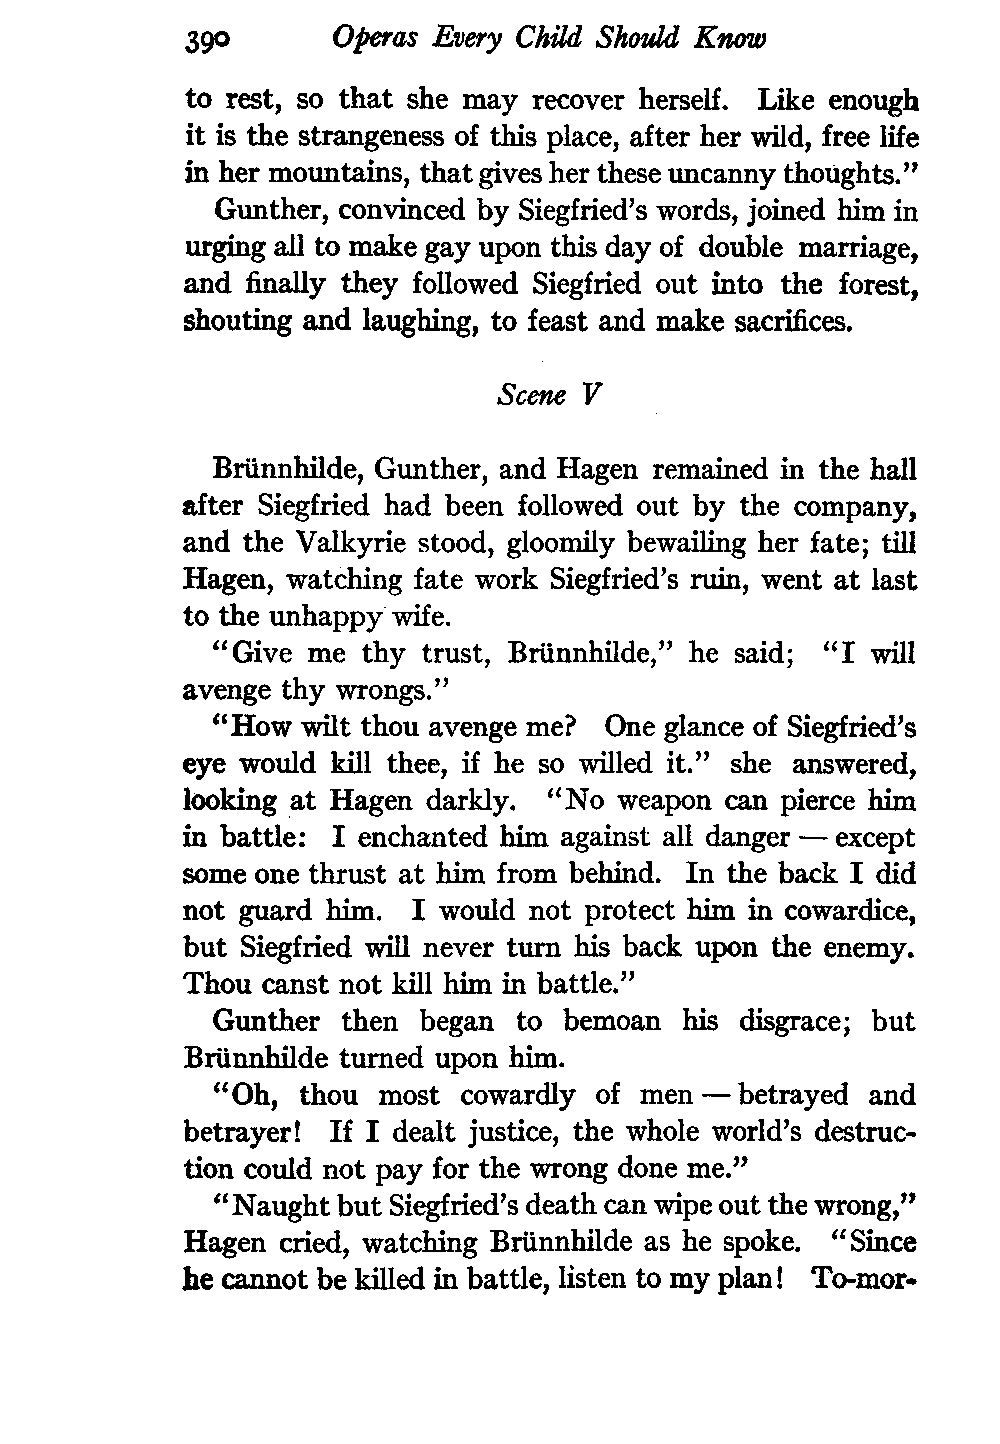 390 Operas Every Child Should Know
to rest, so that she may recover herself. Like enough
it is the strangeness of this place, after her wild, free life
in her mountains, that gives her these uncanny thoughts.”
Gunther, convinced by Siegfried’s words, joined him in
urging all to make gay upon this day of double marriage,
and finally they followed Siegfried out into the forest,
shouting and laughing, to feast and make sacrifices.
Scene V
Brünnhilde, Gunther, and Hagen remained in the hall
after Siegfried had been followed out by the company,
and the Valkyrie stood, gloomily bewailing her fate; till
Hagen, watching fate work Siegfried’s ruin, went at last
to the unhappy wife.
“Give me thy trust, Brünnhilde,” he said; “I will
avenge thy wrongs.”
“How wilt thou avenge me? One glance of Siegfried’s
eye would kill thee, if he so willed it.” she answered,
looking at Hagen darkly. “No weapon can pierce him
in battle: I enchanted him against all danger — except
some one thrust at him from behind. In the back I did
not guard him. I would not protect him in cowardice,
but Siegfried will never turn his back upon the enemy.
Thou canst not kill him in battle.”
Gunther then began to bemoan his disgrace; but
Brünnhilde turned upon him.
“Oh, thou most cowardly of men — betrayed and
betrayer! If I dealt justice, the whole world’s destruc-
tion could not pay for the wrong done me.”
“Naught but Siegfried’s death can wipe out the wrong,”
Hagen cried, watching Brünnhilde as he spoke. “Since
he cannot be killed in battle, listen to my plan! To-mor-